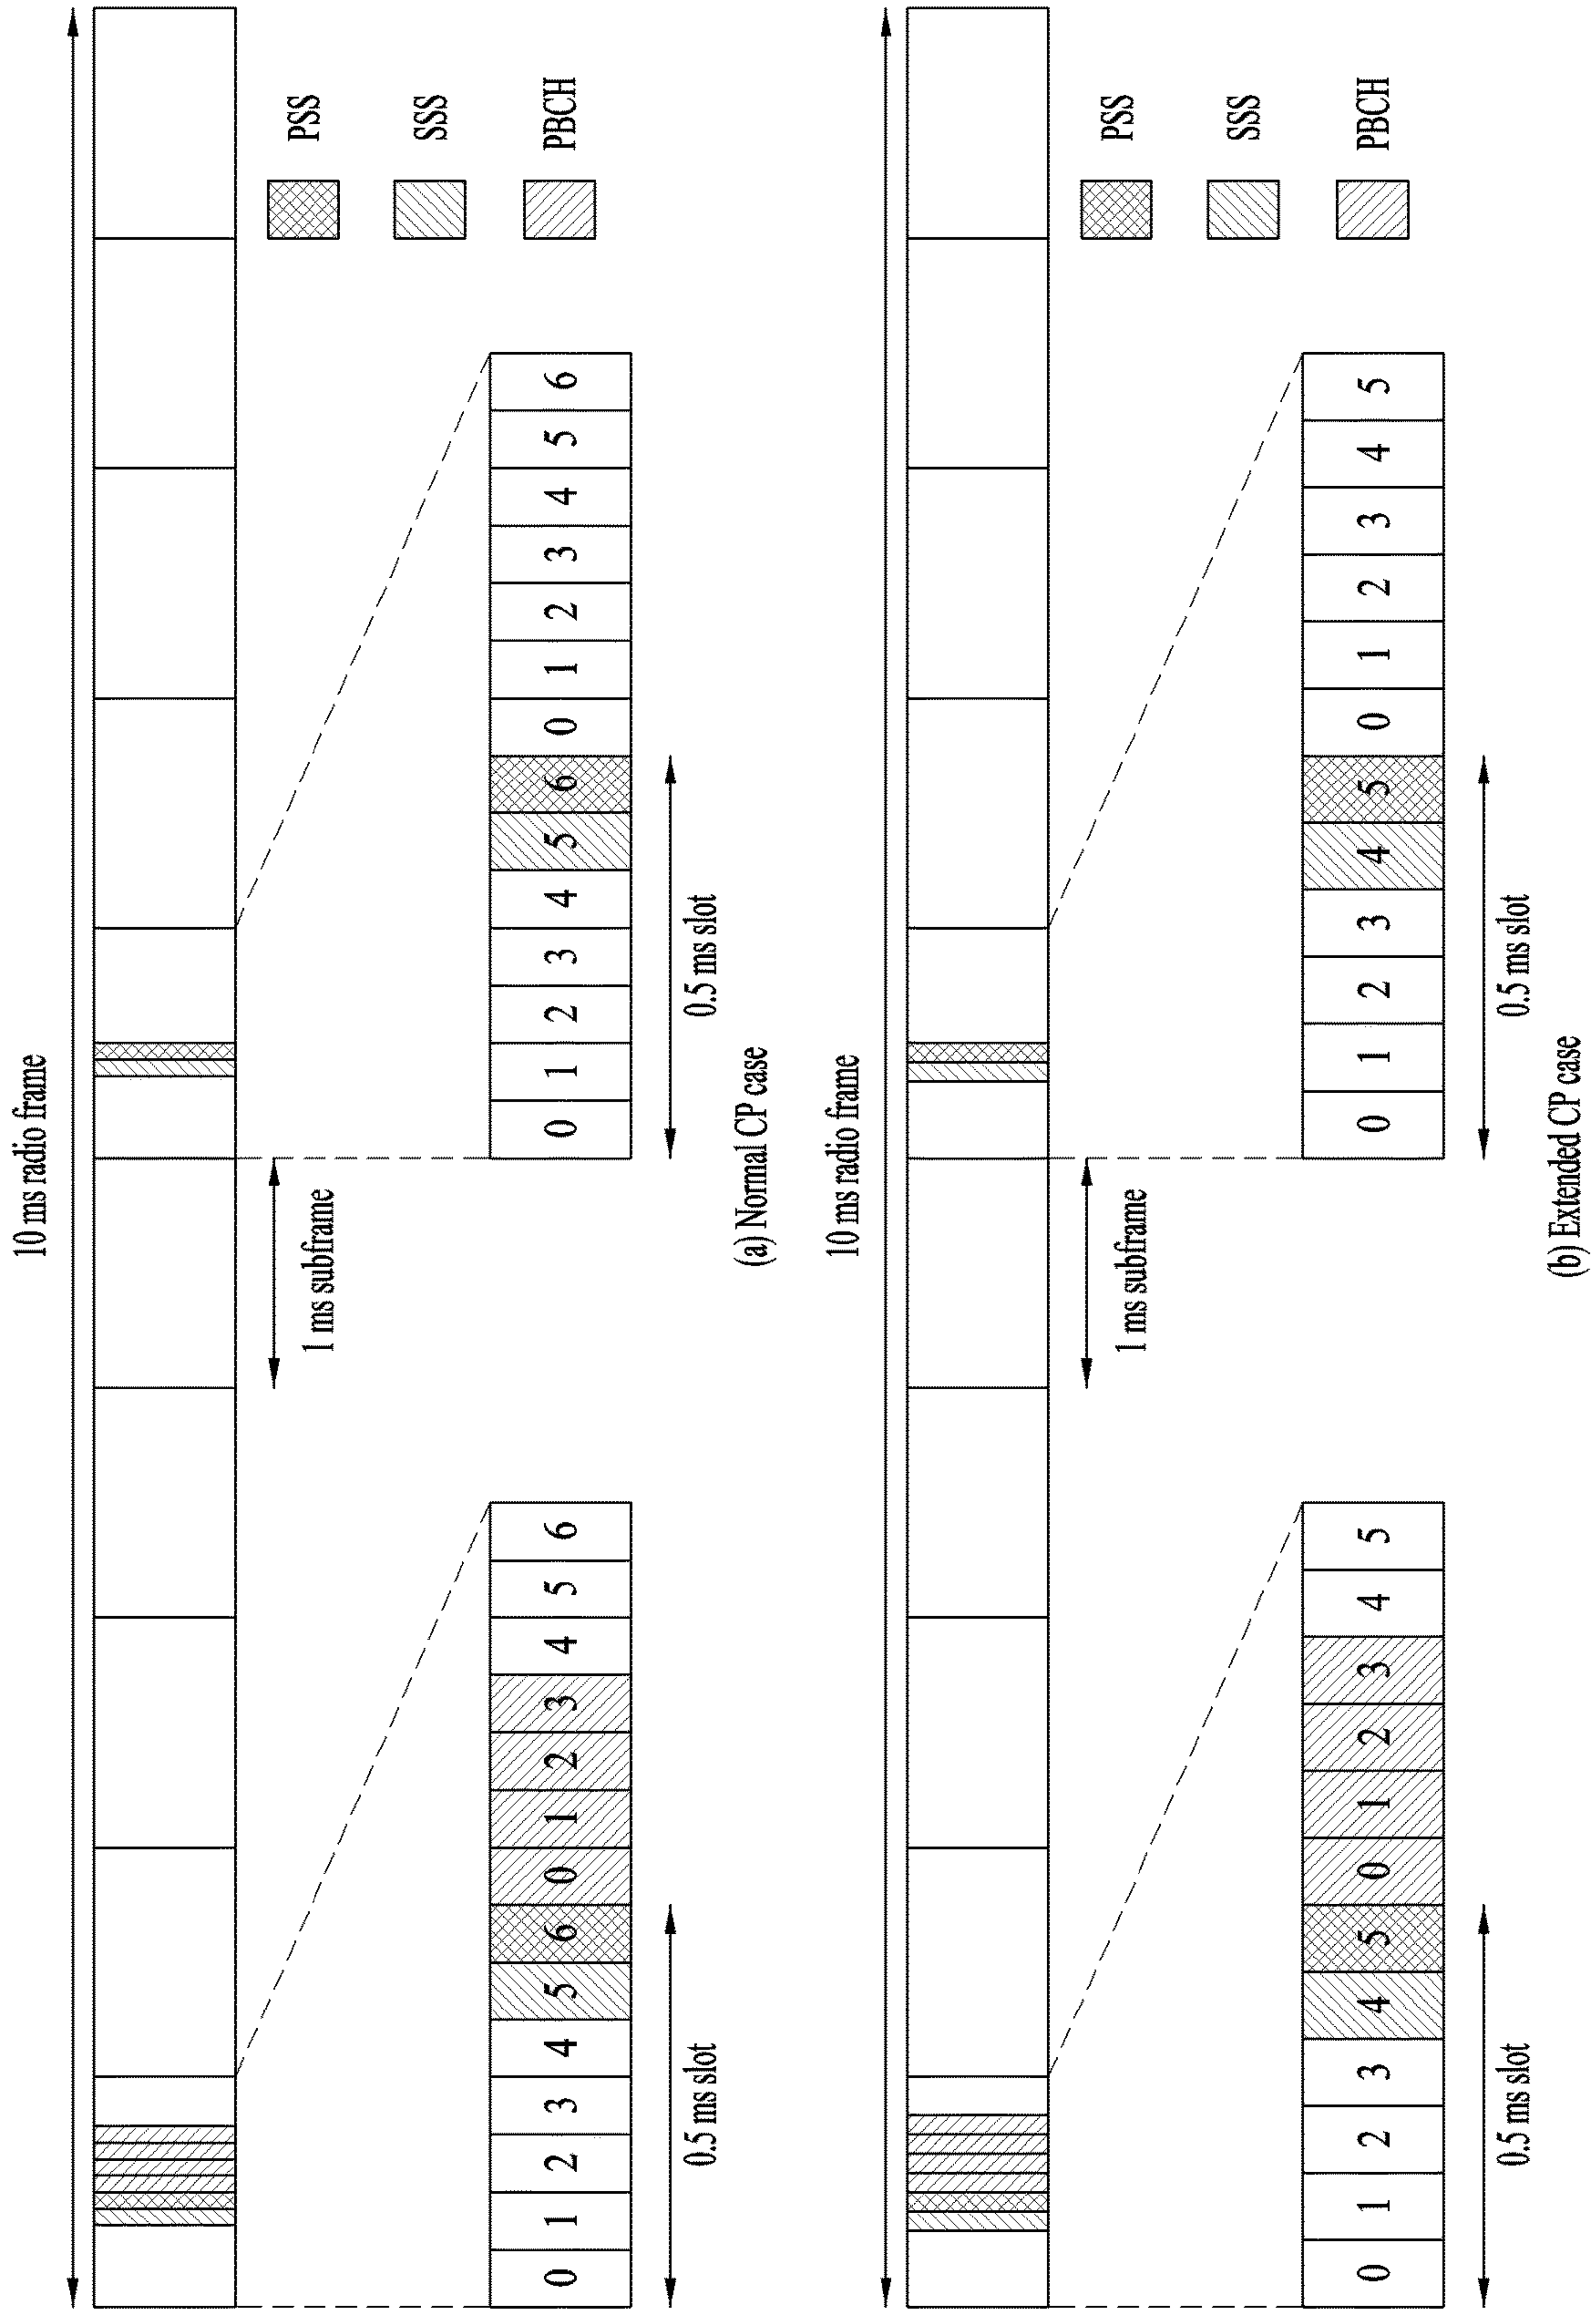 10 ms radio frame
PSS
SSS
PBCH
1 ms subframe
0 1 2 3 4 5 6 0 1 2 3 4 5 6
0 1 2 3 4 5 6 0 1 2 3 4 5 6
0.5 ms slot
0.5 ms slot
(a) Normal CP case
10 ms radio frame
PSS
SSS
PBCH
1 ms subframe
0 1 2 3 4 5 0 1 2 3 4 5
0 1 2 3 4 5 0 1 2 3 4 5
0.5 ms slot
0.5 ms slot
(b) Extended CP case